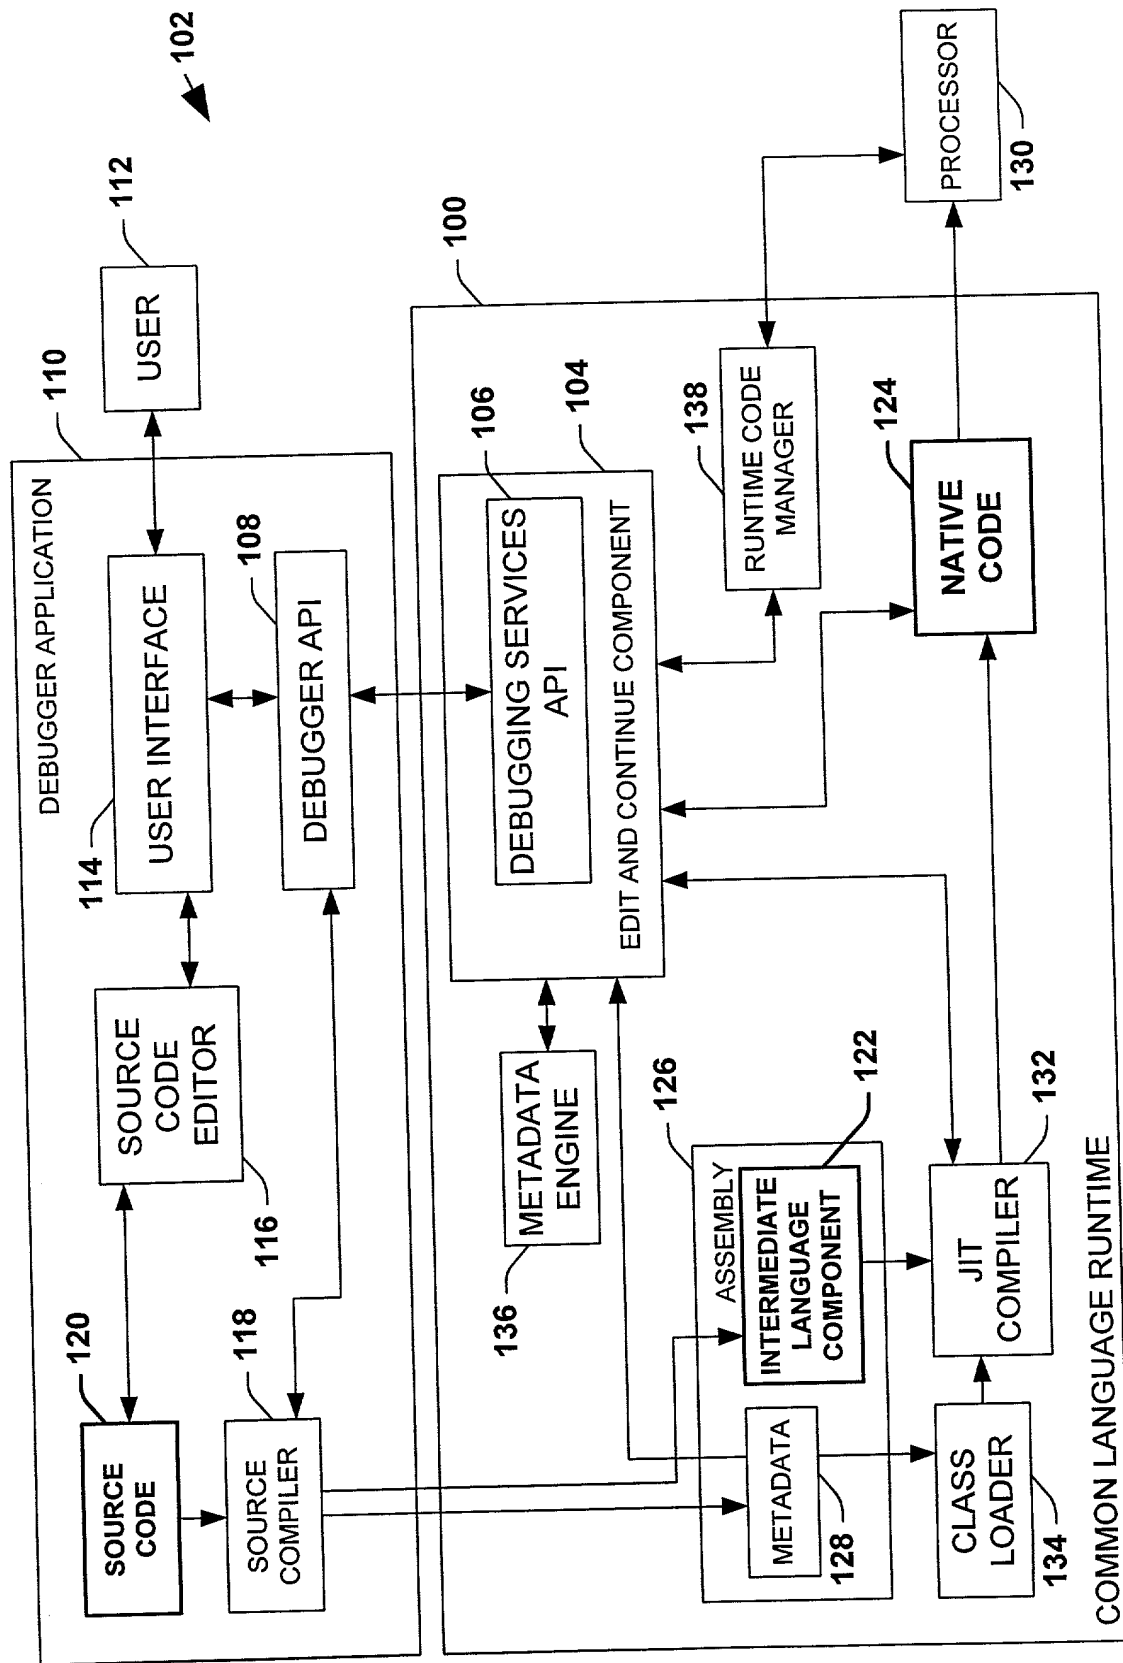 102
112
USER
110
DEBUGGER APPLICATION
120
SOURCE
CODE
SOURCE
CODE
EDITOR
116
114
USER INTERFACE
118
SOURCE
COMPILER
108
DEBUGGER API
100
136
METADATA
ENGINE
106
DEBUGGING SERVICES
API
104
EDIT AND CONTINUE COMPONENT
138
RUNTIME CODE
MANAGER
126
ASSEMBLY
METADATA
128
122
INTERMEDIATE
LANGUAGE
COMPONENT
124
NATIVE
CODE
PROCESSOR
130
CLASS
LOADER
134
132
JIT
COMPILER
COMMON LANGUAGE RUNTIME